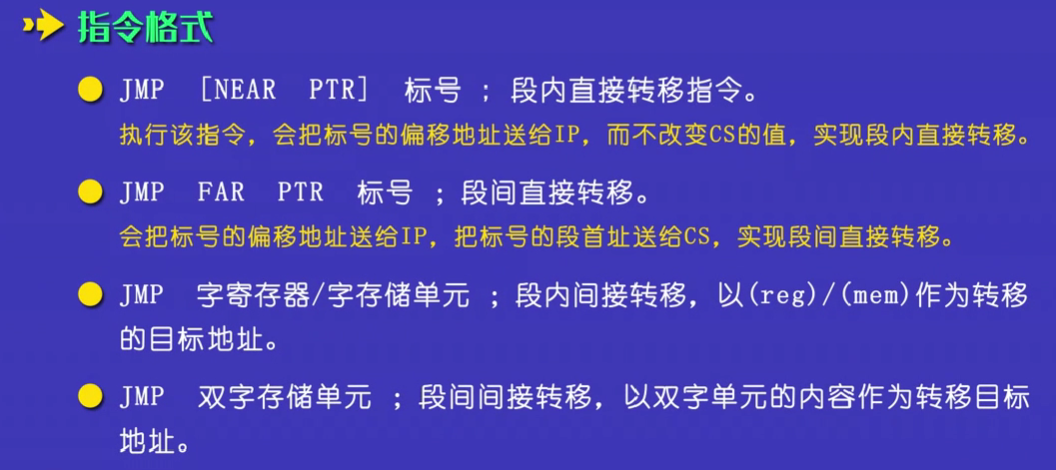 指令格式
JMP [NEAR PTR] 标号 ；段内直接转移指令。
执行该指令，会把标号的偏移地址送给IP，而不改变CS的值，实现段内直接转移。
JMP FAR PTR 标号 ；段间直接转移。
会把标号的偏移地址送给IP，把标号的段首址送给CS，实现段间直接转移。
JMP 字寄存器/字存储单元 ；段内间接转移，以(reg)/(mem)作为转移
的目标地址。
JMP 双字存储单元 ；段间间接转移，以双字单元的内容作为转移目标
地址。